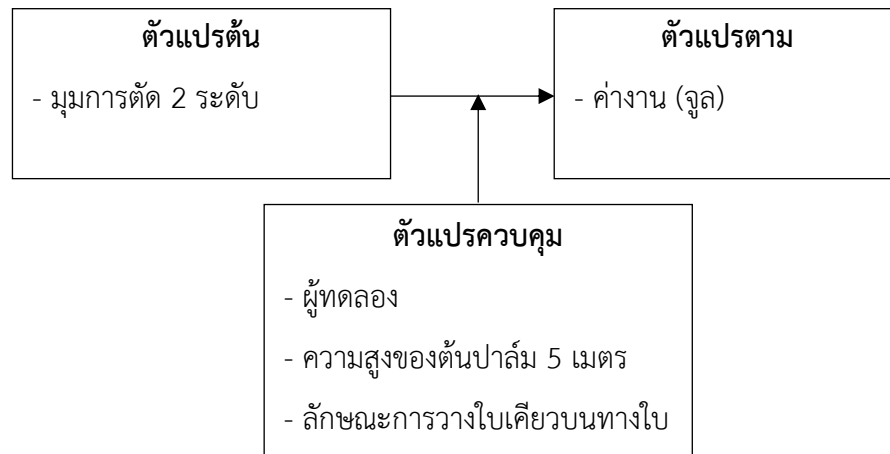 ตัวแปรต้น
- มุมการตัด 2 ระดับ
ตัวแปรตาม
- ค่างาน (จูล)
ตัวแปรควบคุม
- ผู้ทดลอง
- ความสูงของต้นปาล์ม 5 เมตร
- ลักษณะการวางใบเคียวบนทางใบ